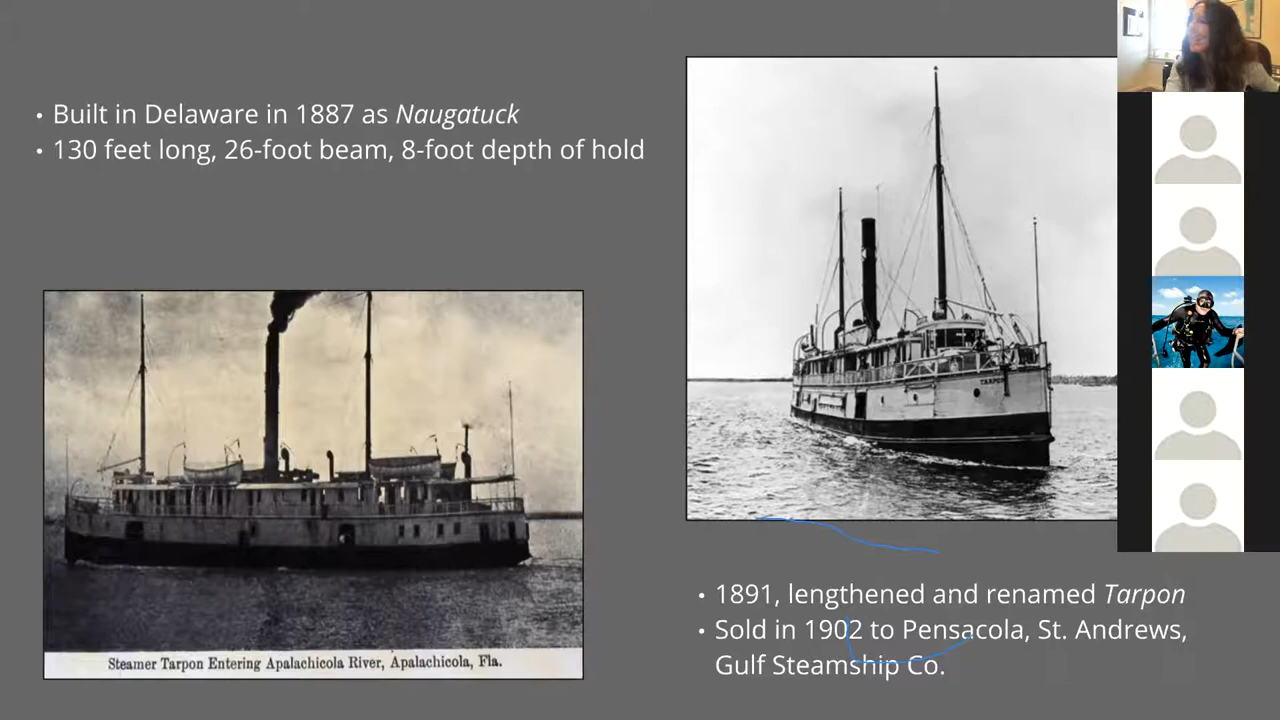 • Built in Delaware in 1887 as Naugatuck
• 130 feet long, 26-foot beam, 8-foot depth of hold
TARPON
Steamer Tarpon Entering Apalachicola River, Apalachicola, Fla.
• 1891, lengthened and renamed Tarpon
• Sold in 1902 to Pensacola, St. Andrews,
Gulf Steamship Co.